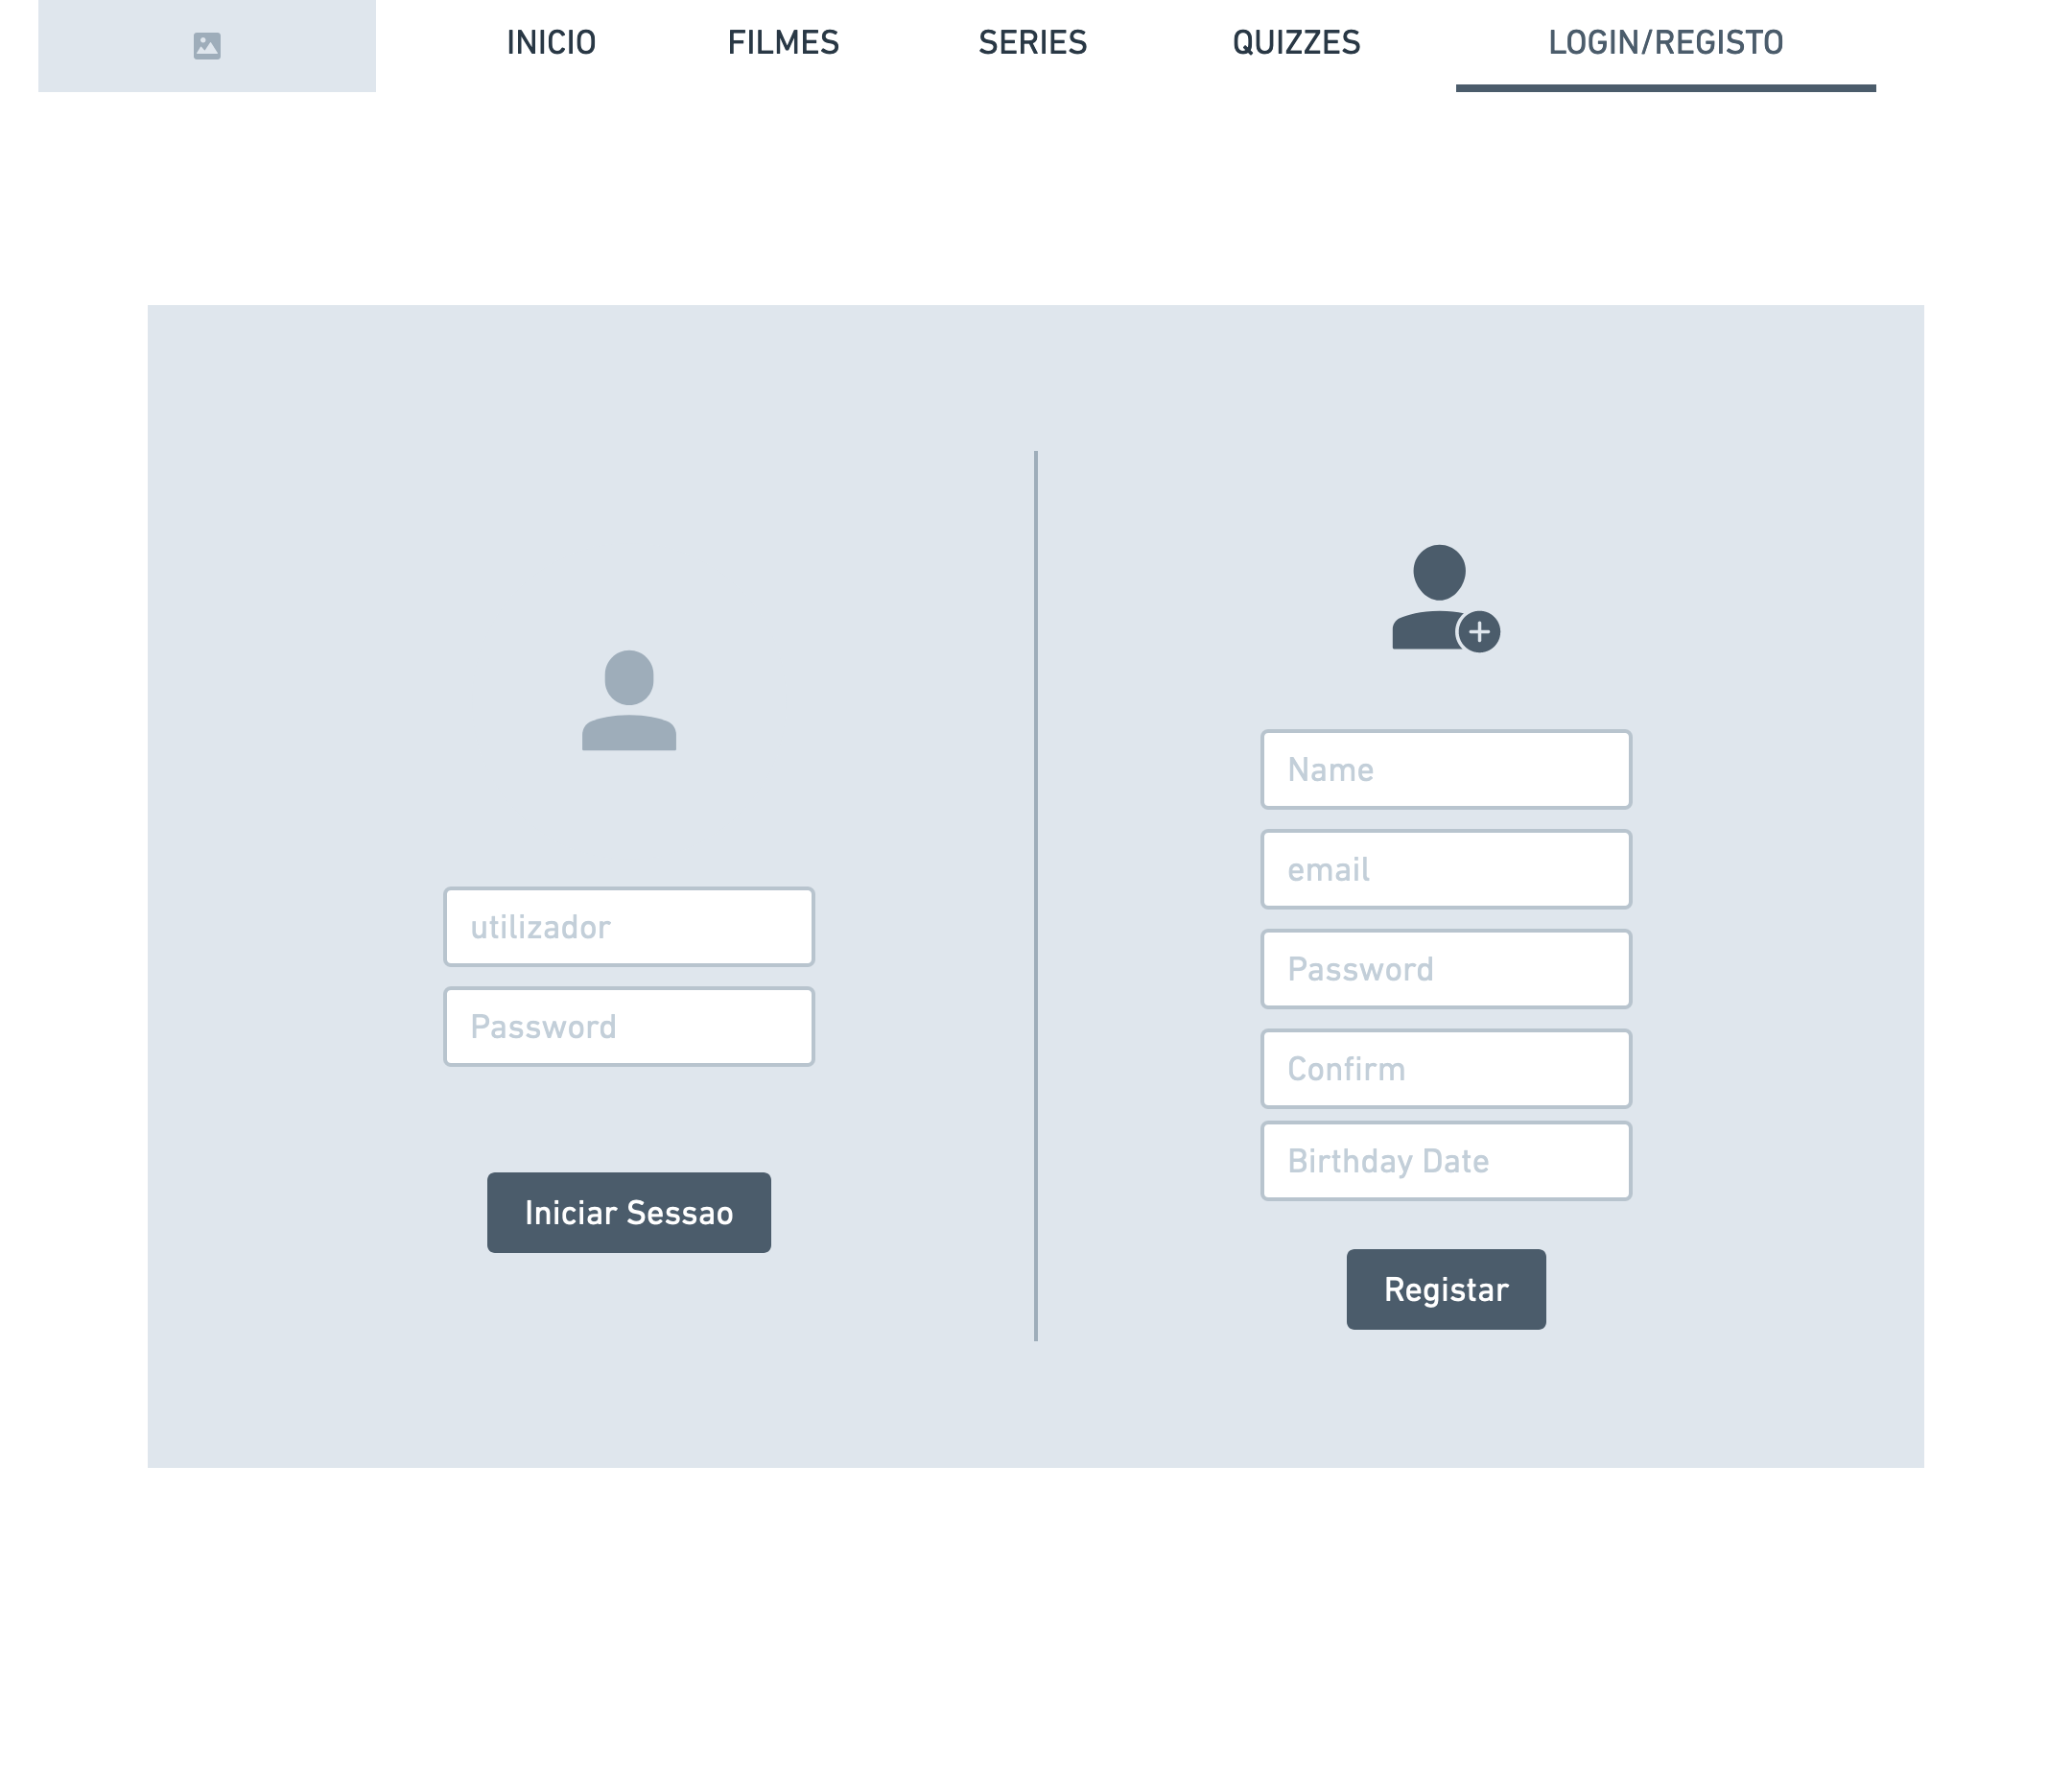 INICIO
FILMES
SERIES
QUIZZES
LOGIN/REGISTO
utilizador
Password
Iniciar Sessao
Name
email
Password
Confirm
Birthday Date
Registar